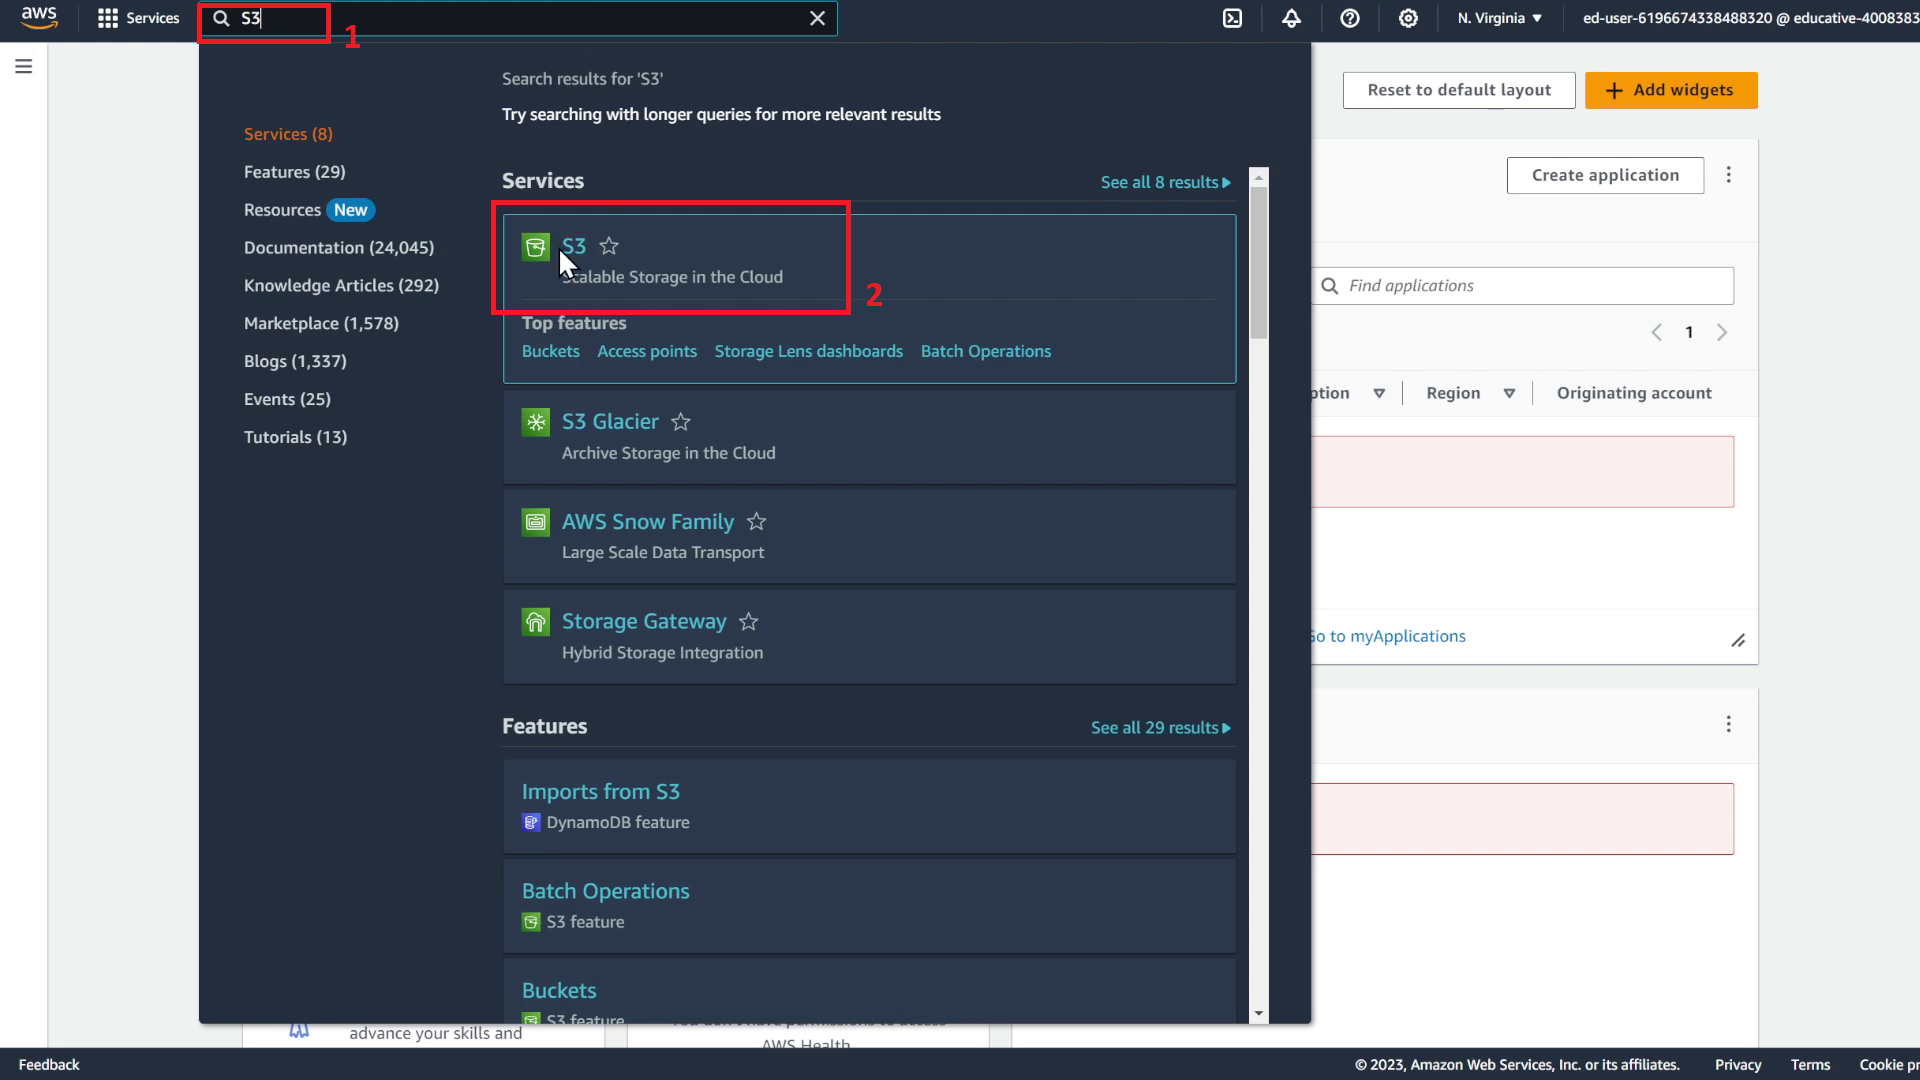 aws
Services
S3
1
N. Virginia
ed-user-6196674338488320 @ educative-4008383
Search results for 'S3'
Try searching with longer queries for more relevant results
Reset to default layout
Add widgets
Services (8)
Features (29)
Resources New
Documentation (24,045)
Knowledge Articles (292)
Marketplace (1,578)
Blogs (1,337)
Events (25)
Tutorials (13)
Services
See all 8 results
S3
Scalable Storage in the Cloud
2
Top features
Buckets Access points Storage Lens dashboards Batch Operations
S3 Glacier
Archive Storage in the Cloud
AWS Snow Family
Large Scale Data Transport
Storage Gateway
Hybrid Storage Integration
Features
See all 29 results
Imports from S3
DynamoDB feature
Batch Operations
S3 feature
Buckets
S3 feature
Create application
Find applications
1
ption Region Originating account
Go to myApplications
advance your skills and
You don't have permissions to access
AWS Health
Feedback
© 2023, Amazon Web Services, Inc. or its affiliates.
Privacy
Terms
Cookie pr